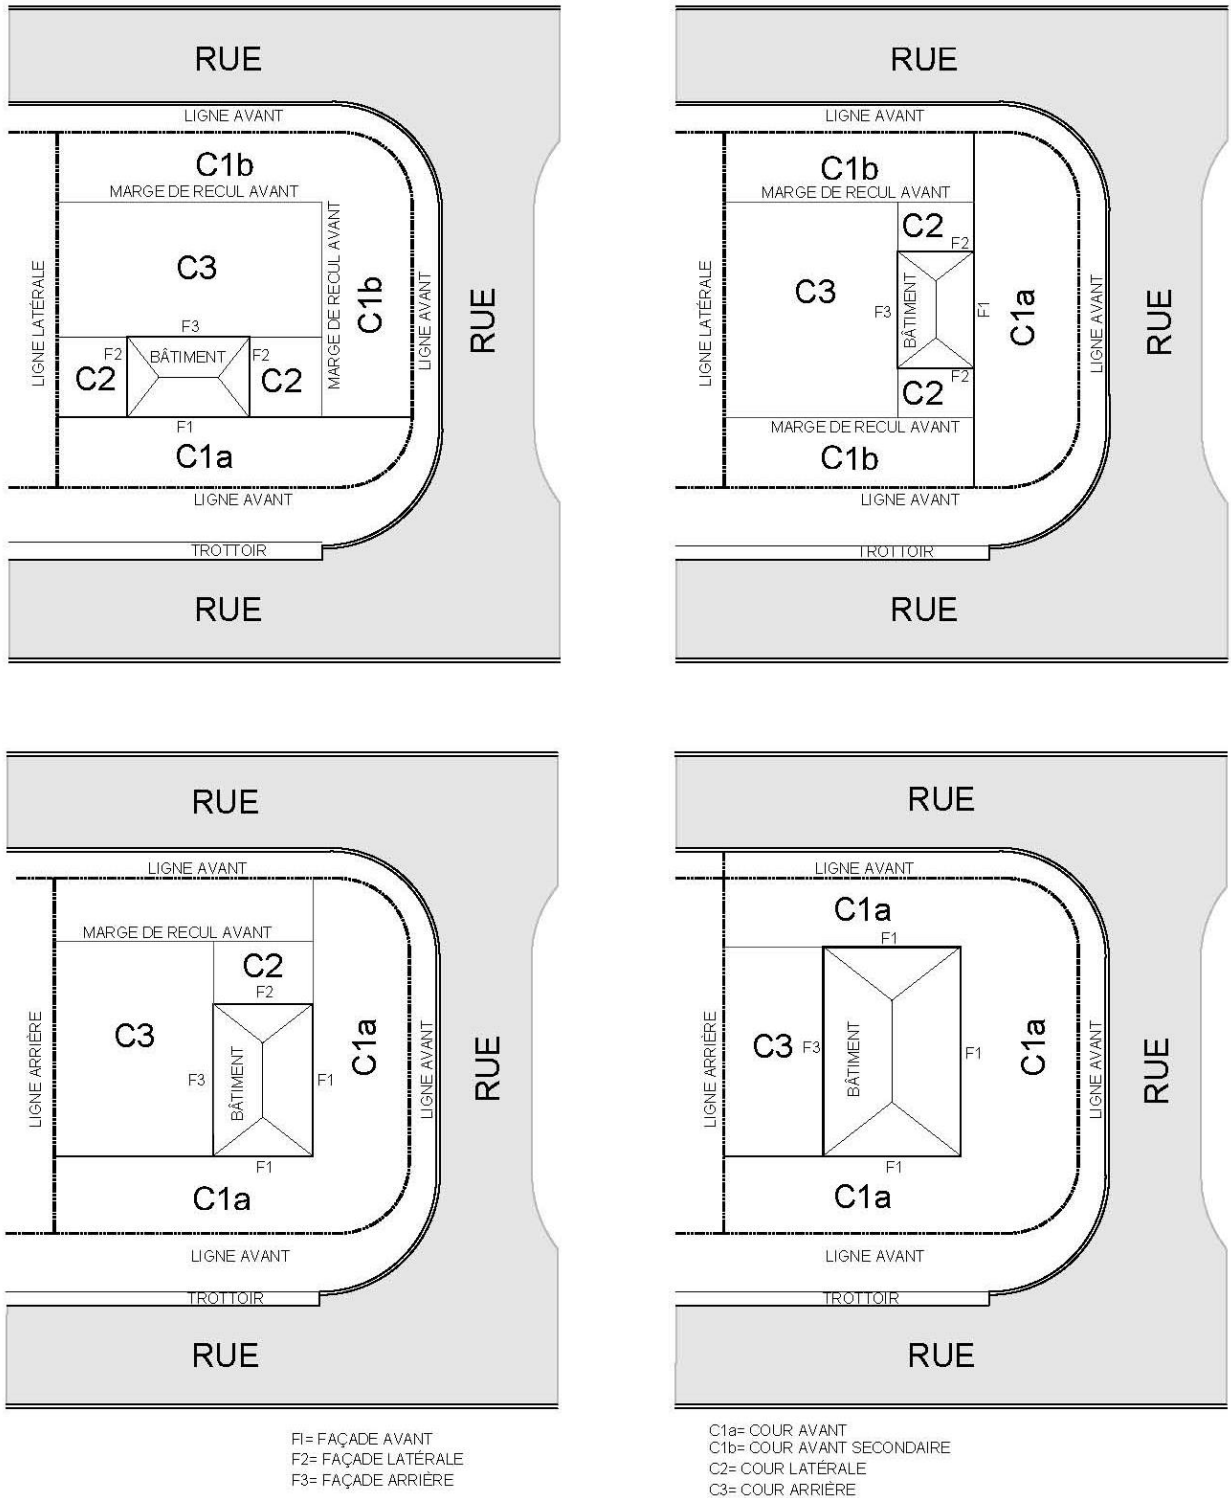 RUE
LIGNE AVANT
C1b
MARGE DE RECUL AVANT
LIGNE LATÉRALE
C3
MARGE DE RECUL AVANT
C1b
LIGNE AVANT
RUE
F3
F2
BÂTIMENT
F2
C2
C2
F1
C1a
LIGNE AVANT
TROTTOIR
RUE
RUE
LIGNE AVANT
C1b
MARGE DE RECUL AVANT
C2
F2
LIGNE LATÉRALE
C3
F3
BÂTIMENT
F1
C1a
LIGNE AVANT
RUE
F2
C2
MARGE DE RECUL AVANT
C1b
LIGNE AVANT
TROTTOIR
RUE
RUE
LIGNE AVANT
MARGE DE RECUL AVANT
C2
F2
LIGNE ARRIÈRE
C3
F3
BÂTIMENT
F1
C1a
LIGNE AVANT
RUE
F1
C1a
LIGNE AVANT
TROTTOIR
RUE
RUE
LIGNE AVANT
C1a
F1
LIGNE ARRIÈRE
C3
F3
BÂTIMENT
F1
C1a
LIGNE AVANT
RUE
F1
C1a
LIGNE AVANT
TROTTOIR
RUE
FI= FAÇADE AVANT
F2= FAÇADE LATÉRALE
F3= FAÇADE ARRIÈRE
C1a= COUR AVANT
C1b= COUR AVANT SECONDAIRE
C2= COUR LATÉRALE
C3= COUR ARRIÈRE